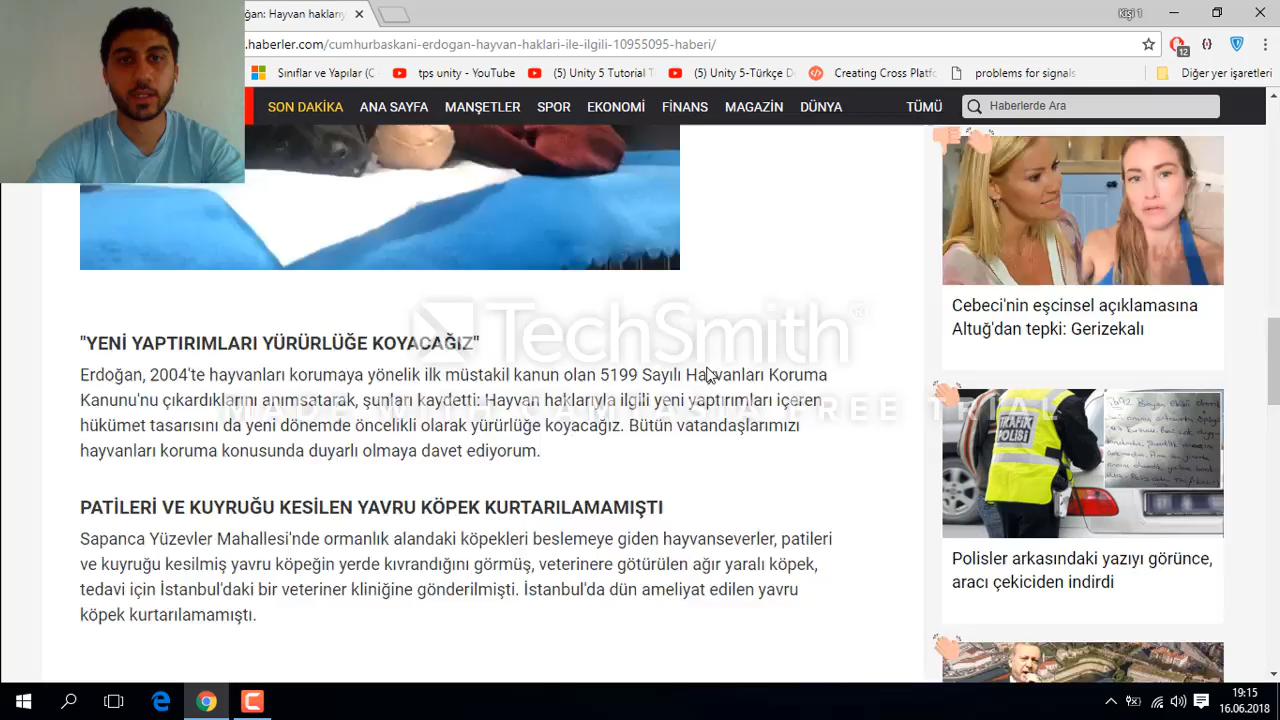 ğan: Hayvan haklarıy
Kişi 1
.haberler.com/cumhurbaskani-erdogan-hayvan-haklari-ile-ilgili-10955095-haberi/
12
Sınıflar ve Yapılar (C
tps unity - YouTube
(5) Unity 5 Tutorial T
(5) Unity 5-Türkçe D
Creating Cross Platfo
problems for signals
Diğer yer işaretleri
SON DAKİKA ANA SAYFA MANŞETLER SPOR EKONOMİ FİNANS MAGAZİN DÜNYA TÜMÜ Haberlerde Ara
"YENİ YAPTIRIMLARI YÜRÜRLÜĞE KOYACAĞIZ"
Erdoğan, 2004'te hayvanları korumaya yönelik ilk müstakil kanun olan 5199 Sayılı Hayvanları Koruma
Kanunu'nu çıkardıklarını anımsatarak, şunları kaydetti: Hayvan haklarıyla ilgili yeni yaptırımları içeren
hükümet tasarısını da yeni dönemde öncelikli olarak yürürlüğe koyacağız. Bütün vatandaşlarımızı
hayvanları koruma konusunda duyarlı olmaya davet ediyorum.
PATİLERİ VE KUYRUĞU KESİLEN YAVRU KÖPEK KURTARILAMAMIŞTI
Sapanca Yüzevler Mahallesi'nde ormanlık alandaki köpekleri beslemeye giden hayvanseverler, patileri
ve kuyruğu kesilmiş yavru köpeğin yerde kıvrandığını görmüş, veterinere götürülen ağır yaralı köpek,
tedavi için İstanbul'daki bir veteriner kliniğine gönderilmişti. İstanbul'da dün ameliyat edilen yavru
köpek kurtarılamamıştı.
TechSmith®
MADE WITH CAMTASIA FREE TRIAL
Cebeci'nin eşcinsel açıklamasına
Altuğ'dan tepki: Gerizekalı
TRAFİK
POLİSİ
Polisler arkasındaki yazıyı görünce,
aracı çekiciden indirdi
19:15
16.06.2018